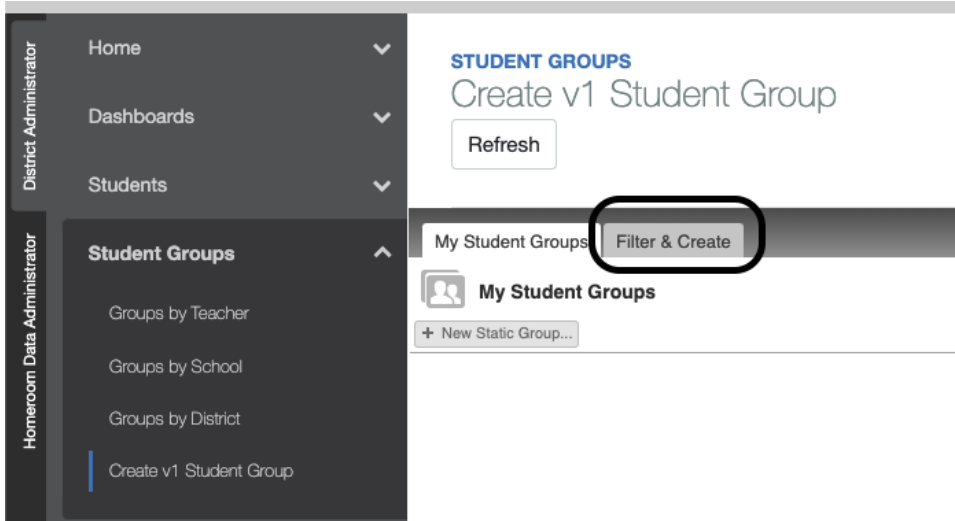 District Administrator
Homeroom Data Administrator
Home
Dashboards
Students
Student Groups
Groups by Teacher
Groups by School
Groups by District
Create v1 Student Group
STUDENT GROUPS
Create v1 Student Group
Refresh
My Student Groups
Filter & Create
My Student Groups
+ New Static Group...